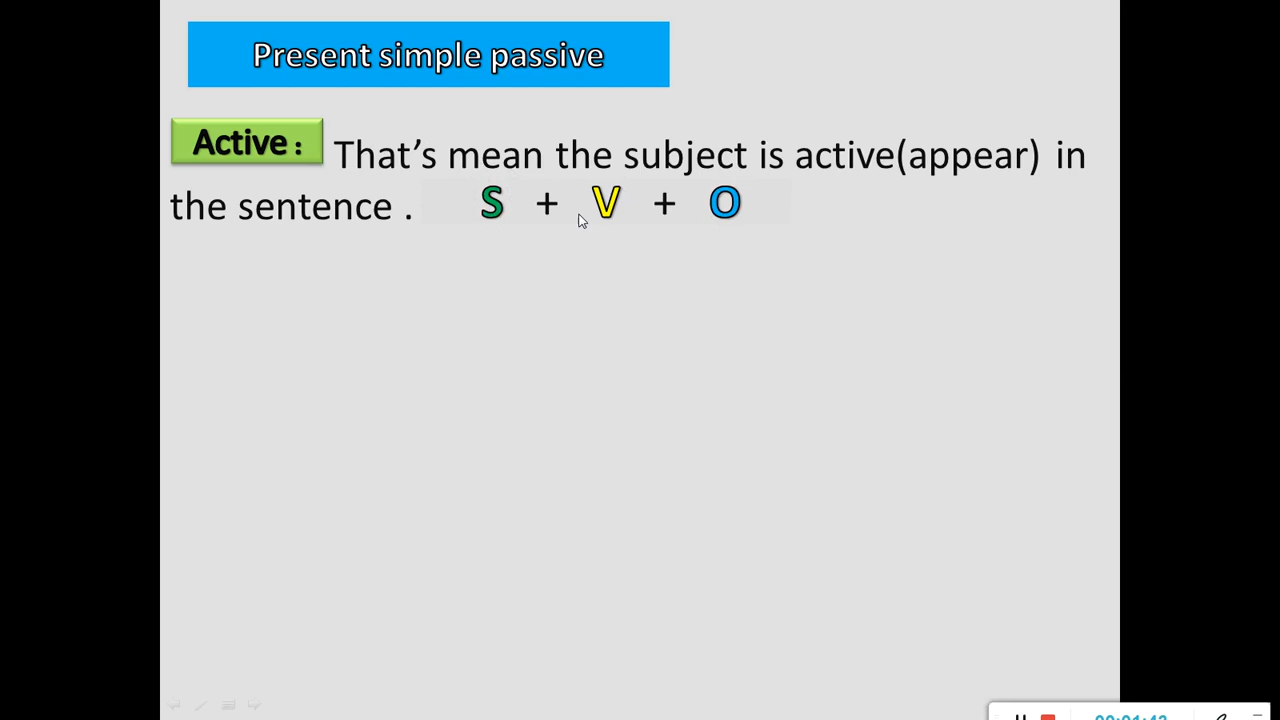 Present simple passive
Active : That's mean the subject is active(appear) in
the sentence . S + V + O